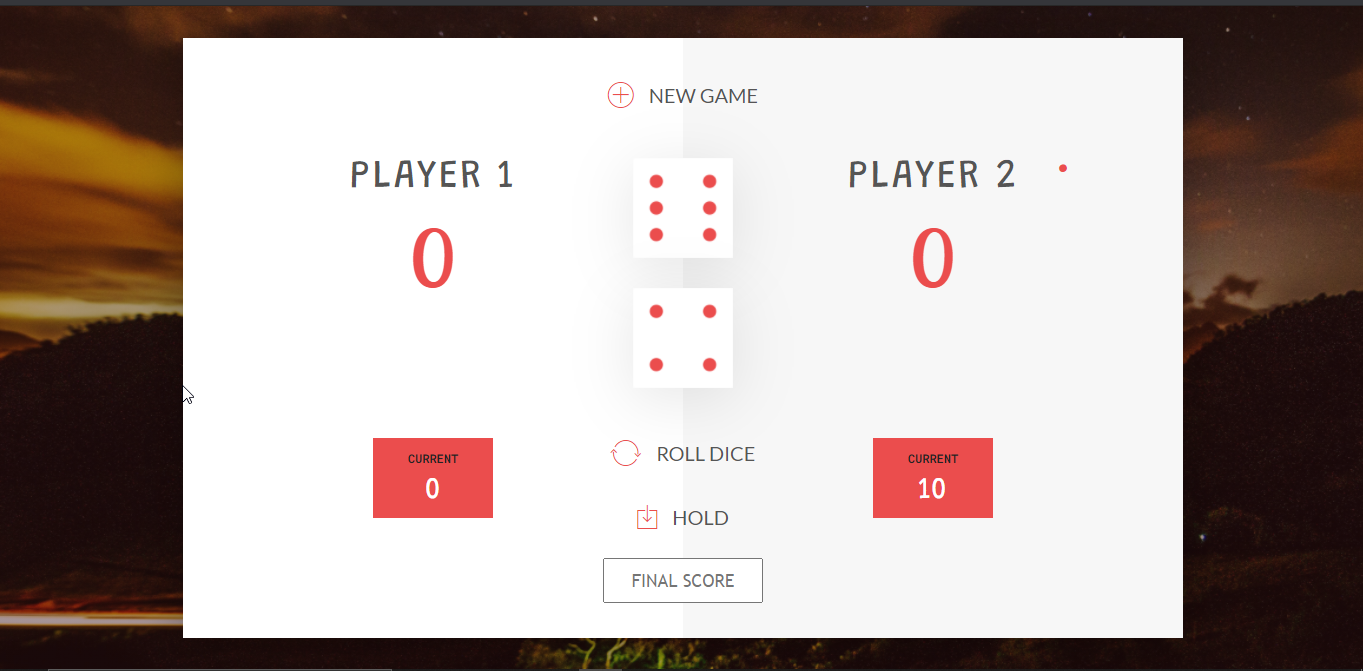 NEW GAME
PLAYER 1
PLAYER 2
0
0
CURRENT
0
ROLL DICE
CURRENT
10
HOLD
FINAL SCORE